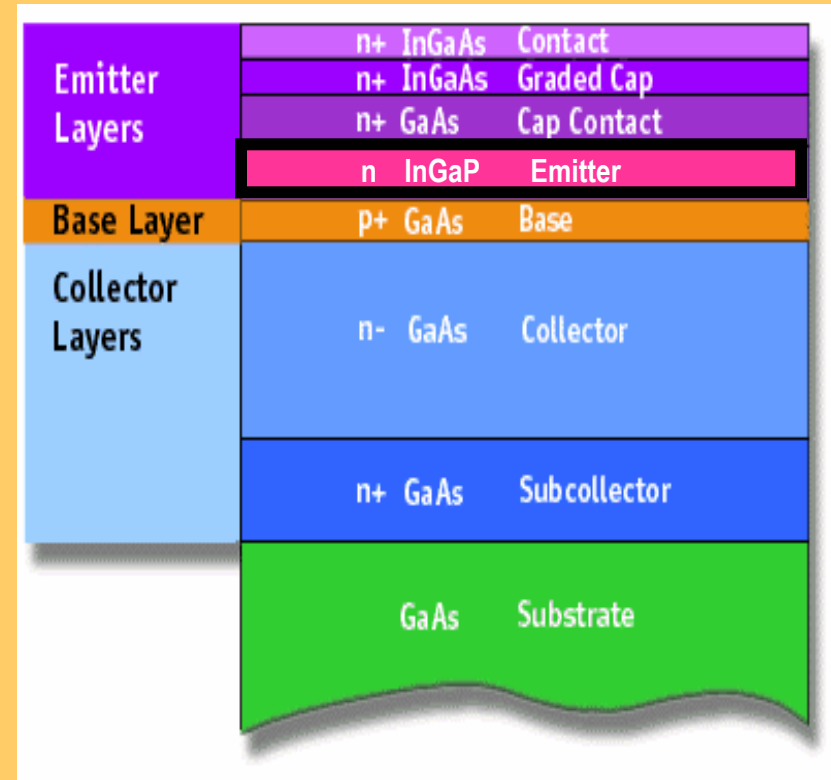 Emitter
Layers
n+ InGaAs Contact
n+ InGaAs Graded Cap
n+ GaAs Cap Contact
n InGaP Emitter
Base Layer
p+ GaAs Base
Collector
Layers
n- GaAs Collector
n+ GaAs Subcollector
GaAs Substrate